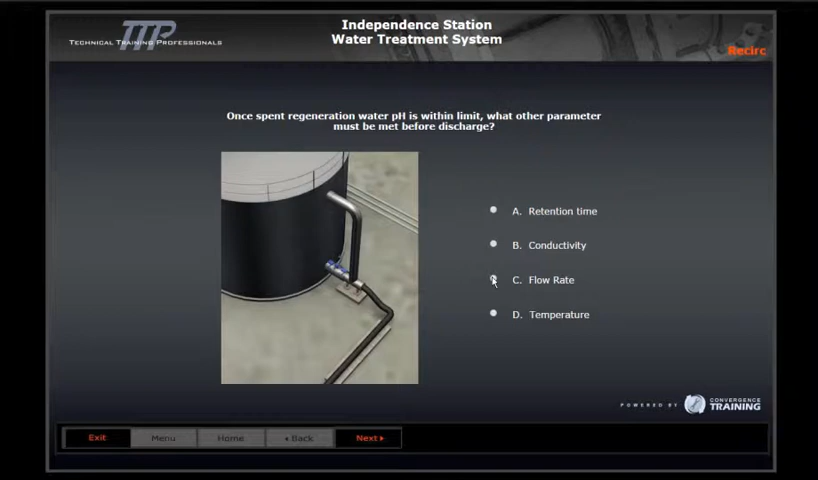 TTP
TECHNICAL TRAINING PROFESSIONALS
Independence Station
Water Treatment System
Recirc
Once spent regeneration water pH is within limit, what other parameter
must be met before discharge?
A. Retention time
B. Conductivity
C. Flow Rate
D. Temperature
POWERED BY
CONVERGENCE
TRAINING
Exit
Menu
Home
Back
Next